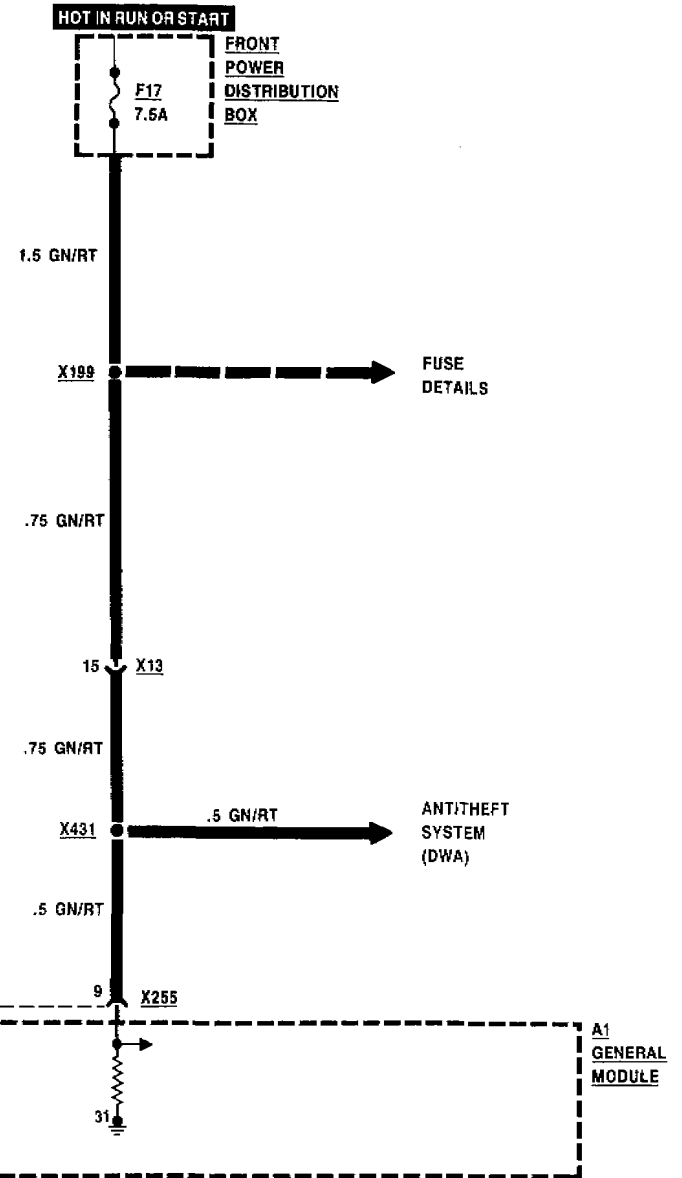 HOT IN RUN OR START
FRONT
POWER
DISTRIBUTION
BOX
F17
7.5A
1.5 GN/RT
X199
FUSE
DETAILS
.75 GN/RT
15 X13
.75 GN/RT
X431
.5 GN/RT
ANTITHEFT
SYSTEM
(DWA)
.5 GN/RT
9 X255
A1
GENERAL
MODULE
31